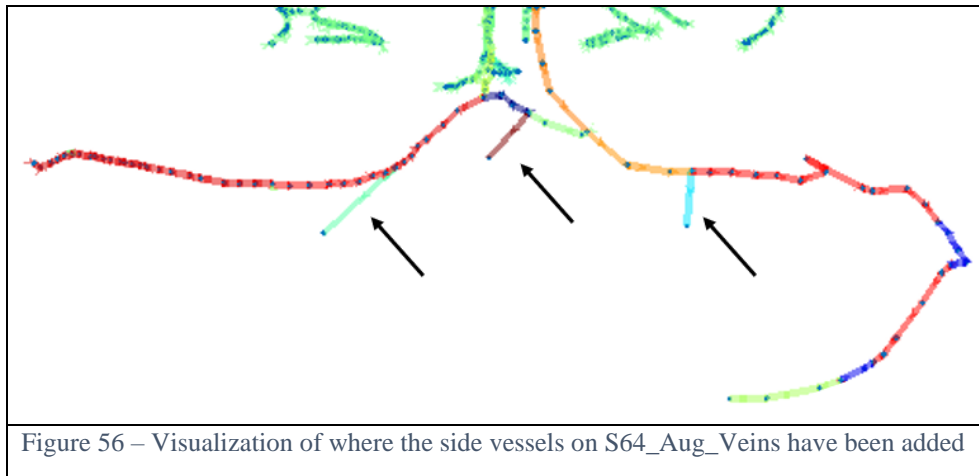 Figure 56 – Visualization of where the side vessels on S64_Aug_Veins have been added